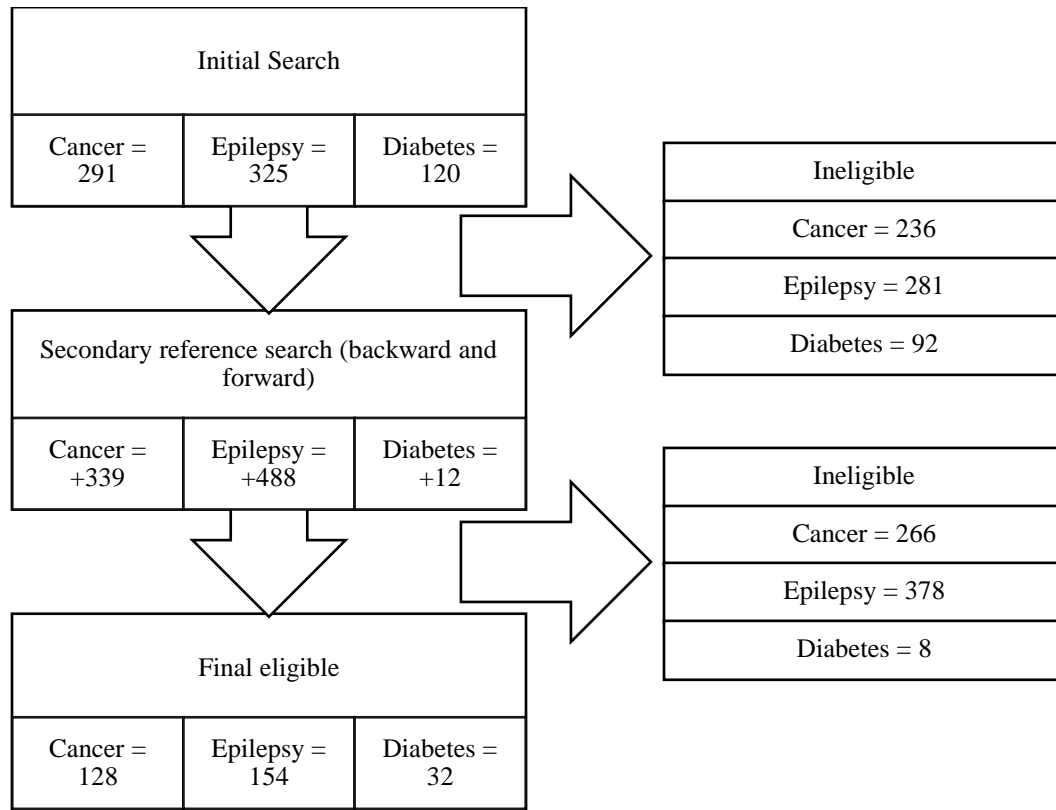 Initial Search
Cancer =
291
Epilepsy =
325
Diabetes =
120
Ineligible
Cancer = 236
Epilepsy = 281
Diabetes = 92
Secondary reference search (backward and
forward)
Cancer =
+339
Epilepsy =
+488
Diabetes =
+12
Ineligible
Cancer = 266
Epilepsy = 378
Diabetes = 8
Final eligible
Cancer =
128
Epilepsy =
154
Diabetes =
32